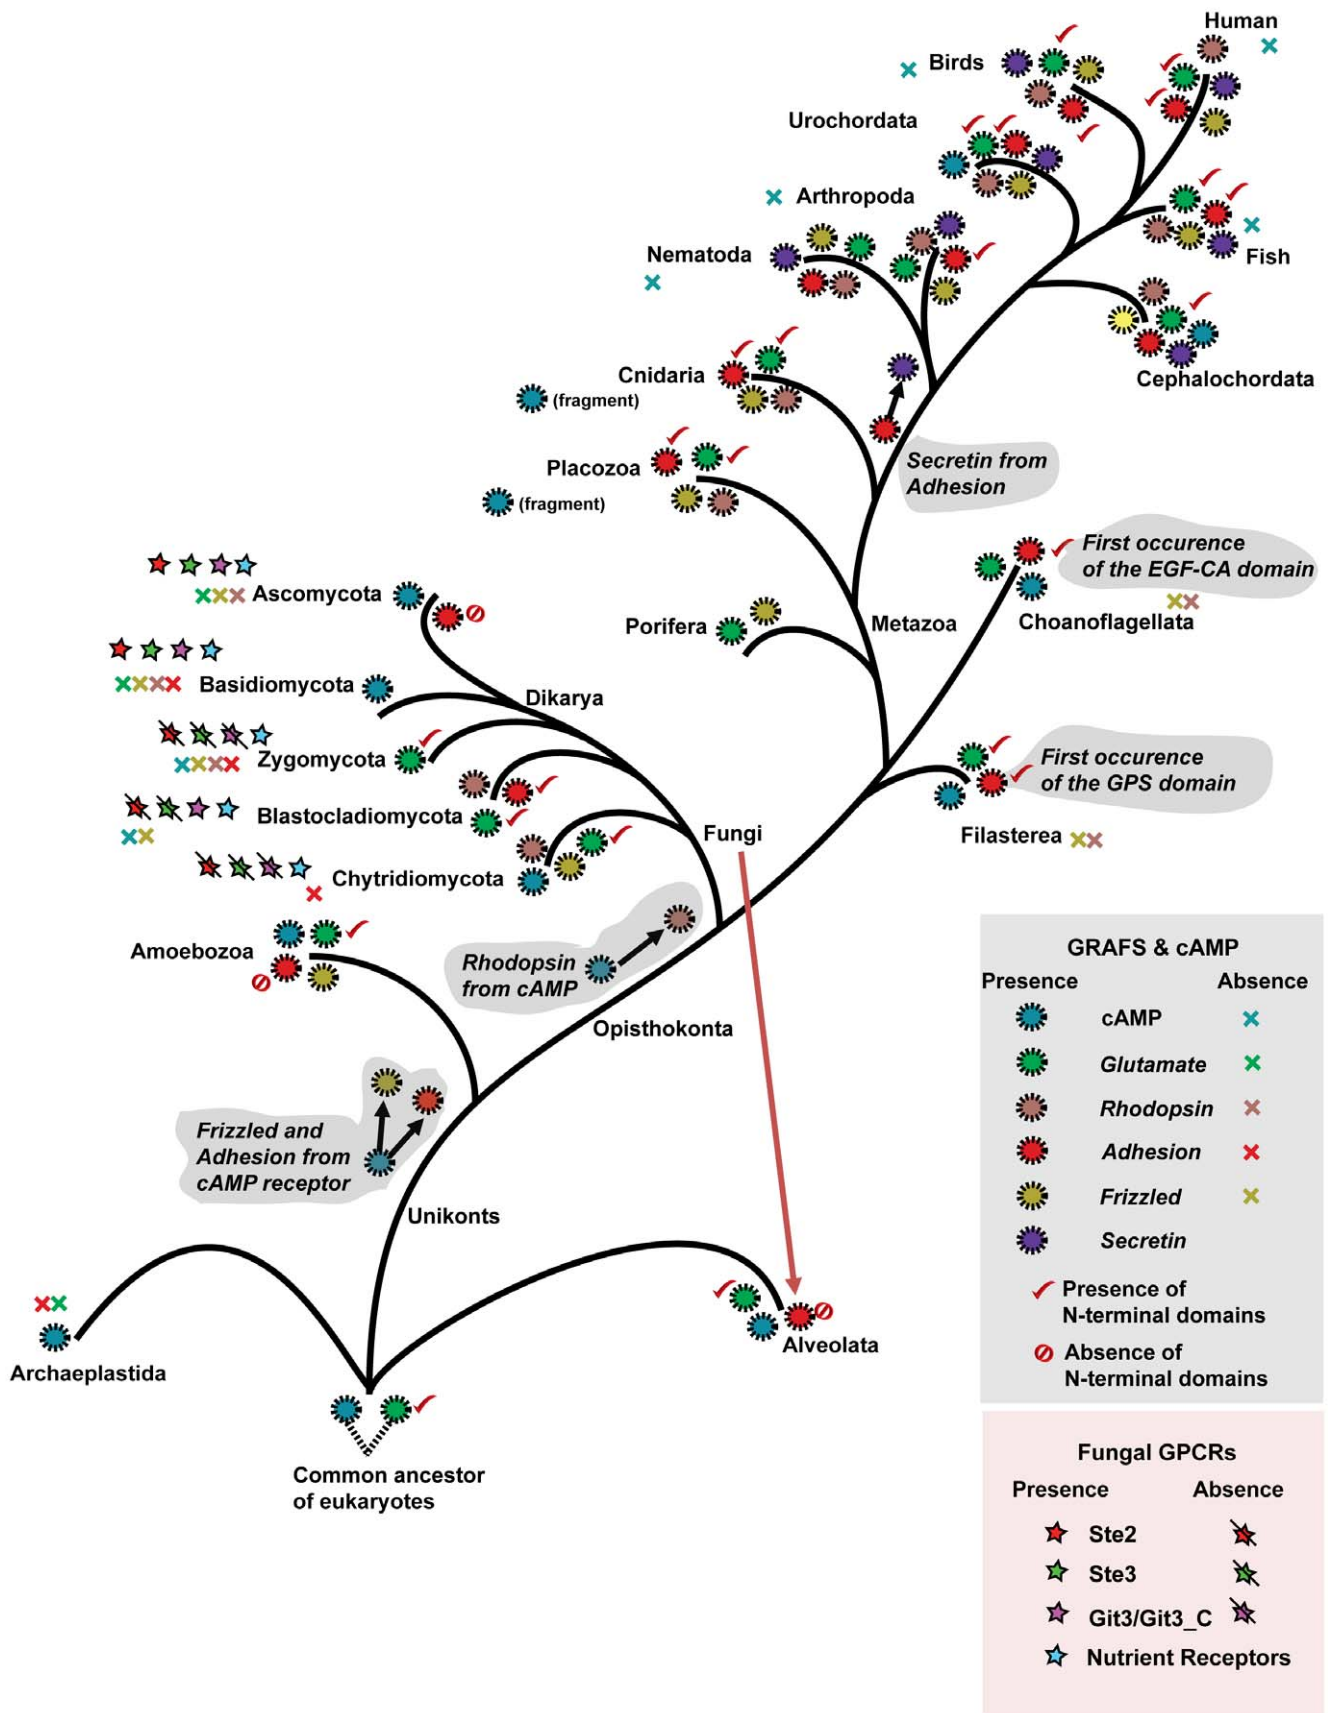 Human
Birds
Urochordata
Arthropoda
Nematoda
Fish
Cnidaria
(fragment)
Cephalochordata
Secretin from
Adhesion
Placozoa
(fragment)
First occurence
of the EGF-CA domain
Choanoflagellata
Ascomycota
Porifera
Metazoa
Basidiomycota
Dikarya
Zygomycota
First occurence
of the GPS domain
Blastocladiomycota
Fungi
Filasterea
Chytridiomycota
Amoebozoa
Rhodopsin
from cAMP
Opisthokonta
Frizzled and
Adhesion from
cAMP receptor
Unikonts
Alveolata
Archaeplastida
Common ancestor
of eukaryotes
GRAFS & cAMP
Presence Absence
cAMP
Glutamate
Rhodopsin
Adhesion
Frizzled
Secretin
Presence of
N-terminal domains
Absence of
N-terminal domains
Fungal GPCRs
Presence Absence
Ste2
Ste3
Git3/Git3_C
Nutrient Receptors